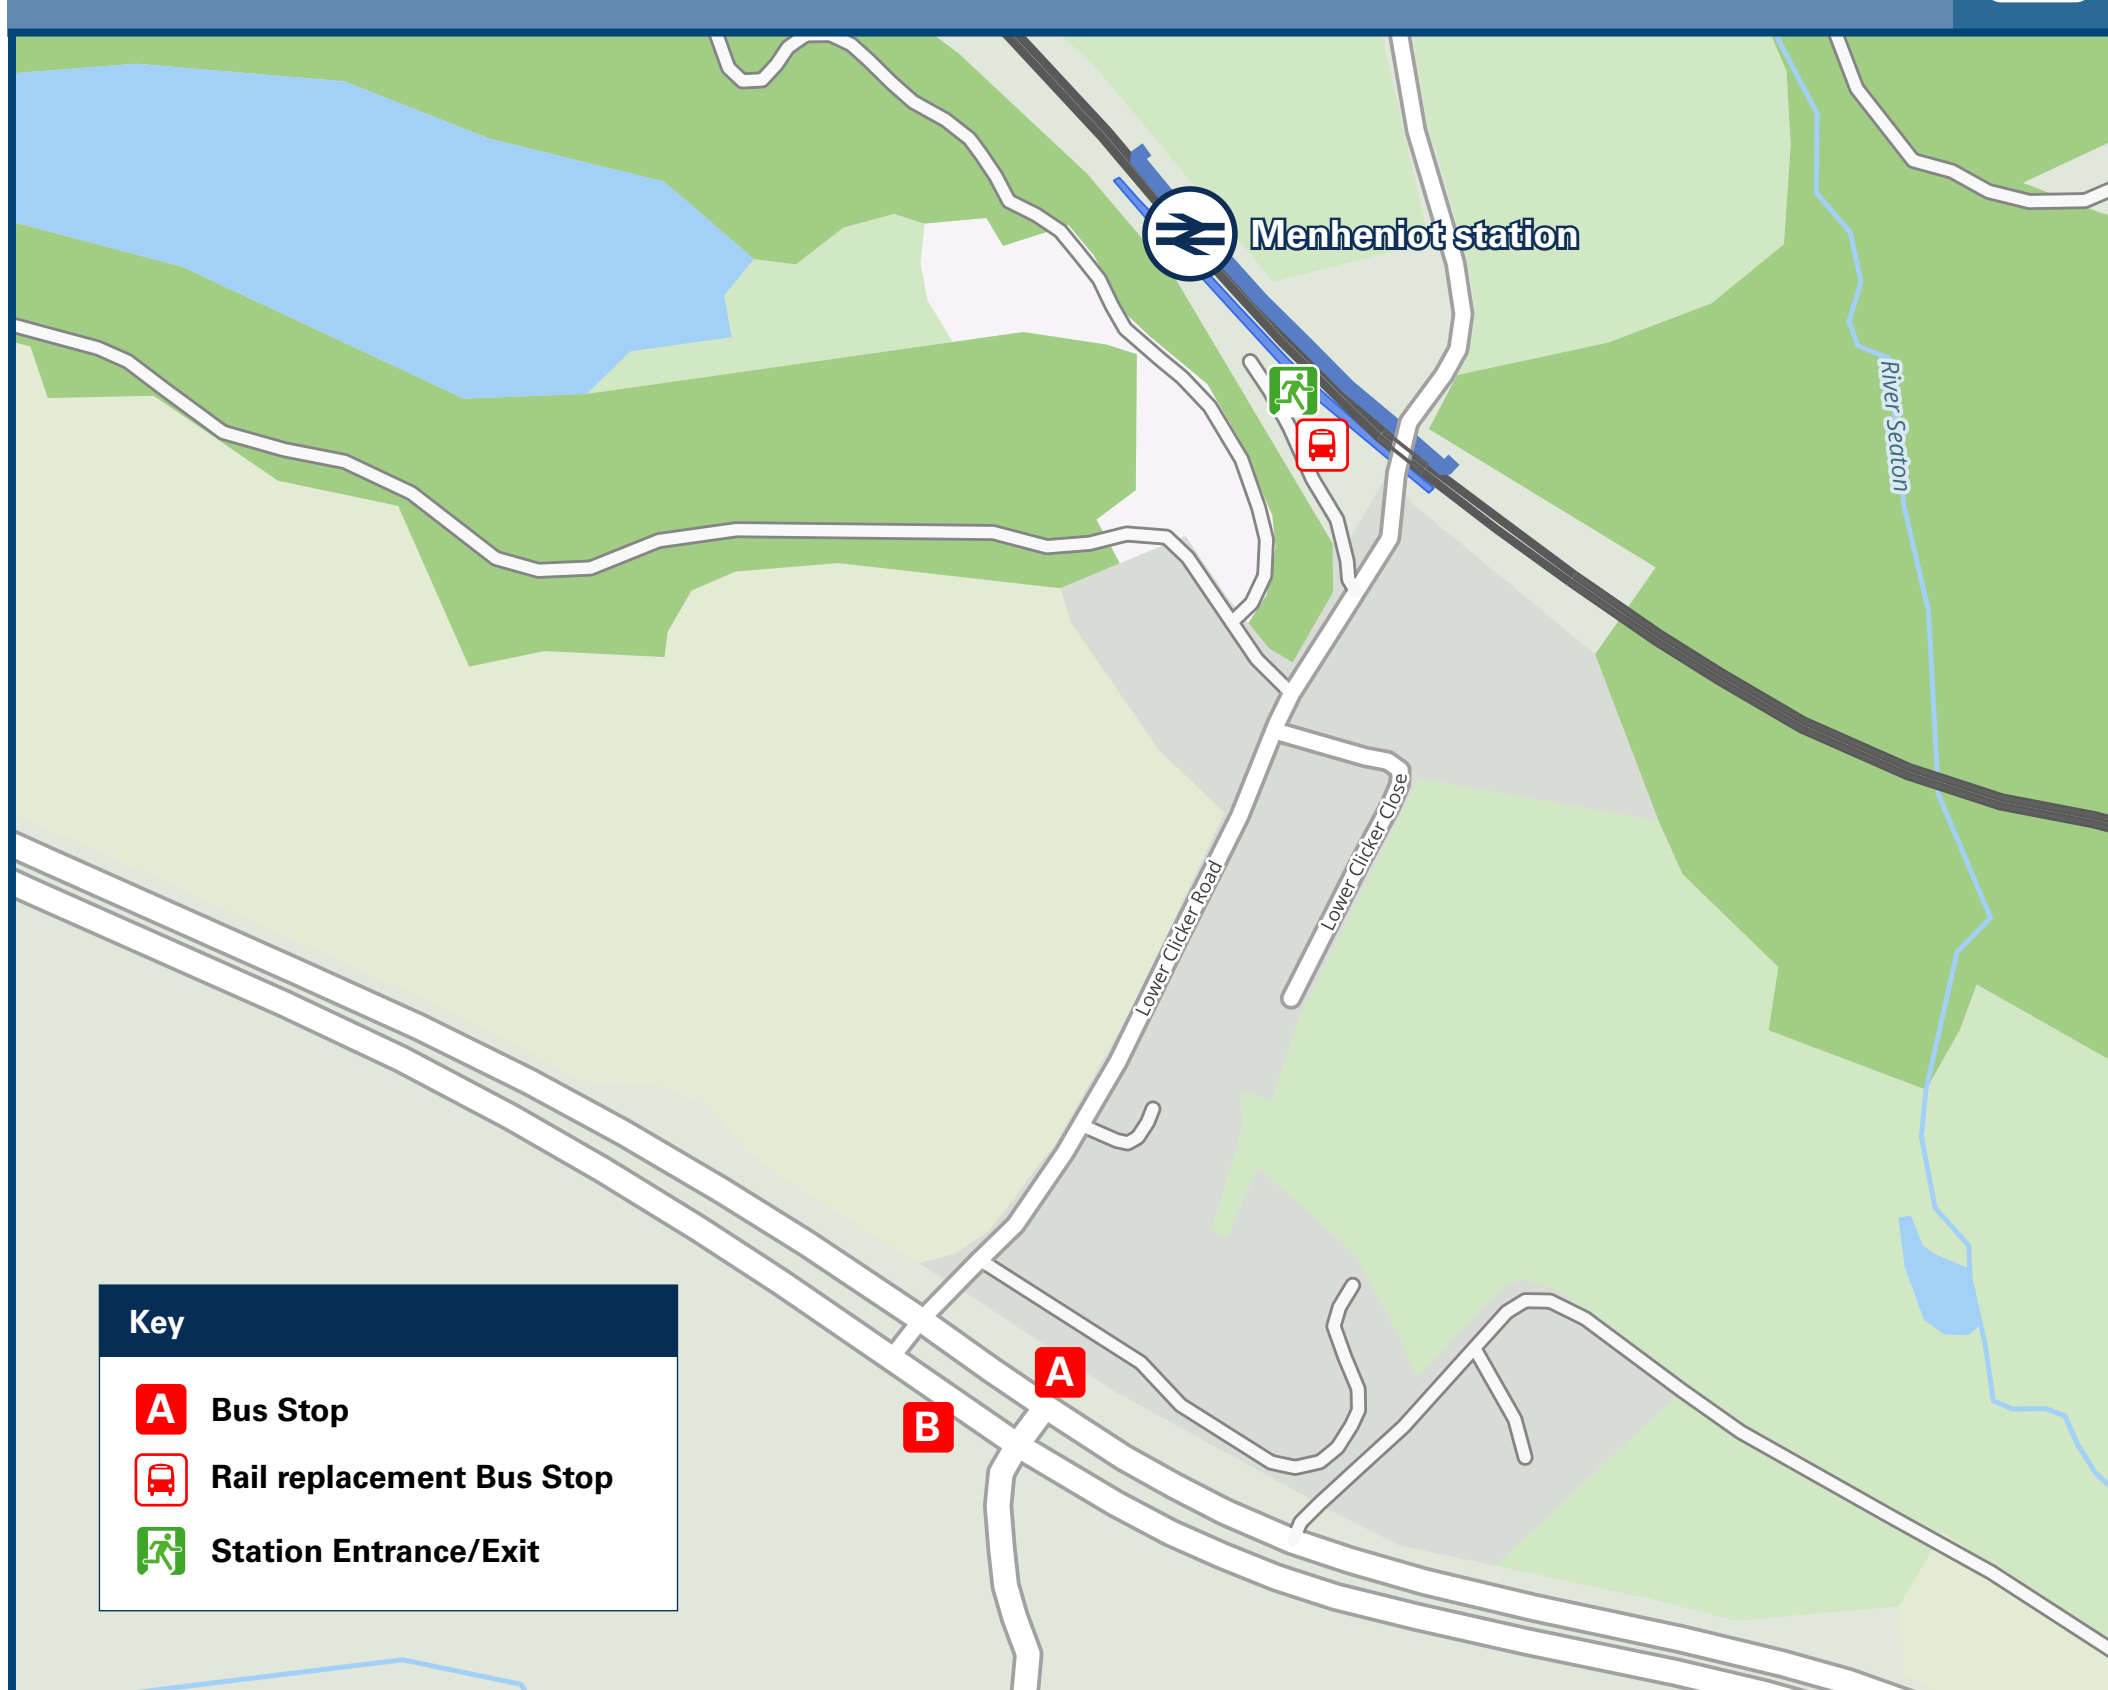 Menheniot station
River Seaton
Lower Clicker Close
Lower Clicker Road
A
B
Key
A Bus Stop
Rail replacement Bus Stop
Station Entrance/Exit